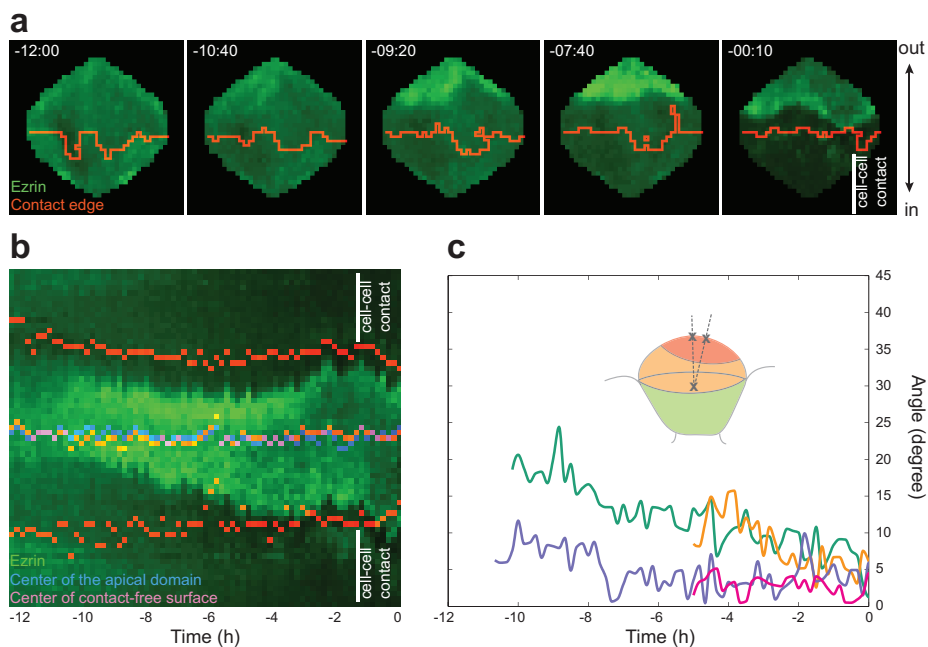 a
-12:00
-10:40
-09:20
-07:40
-00:10
out
in
Ezrin
Contact edge
cell-cell
contact
b
cell-cell
contact
Ezrin
Center of the apical domain
Center of contact-free surface
cell-cell
contact
-12
-10
-8
-6
-4
-2
0
Time (h)
c
45
40
35
30
25
20
15
10
5
0
Angle (degree)
-10
-8
-6
-4
-2
0
Time (h)